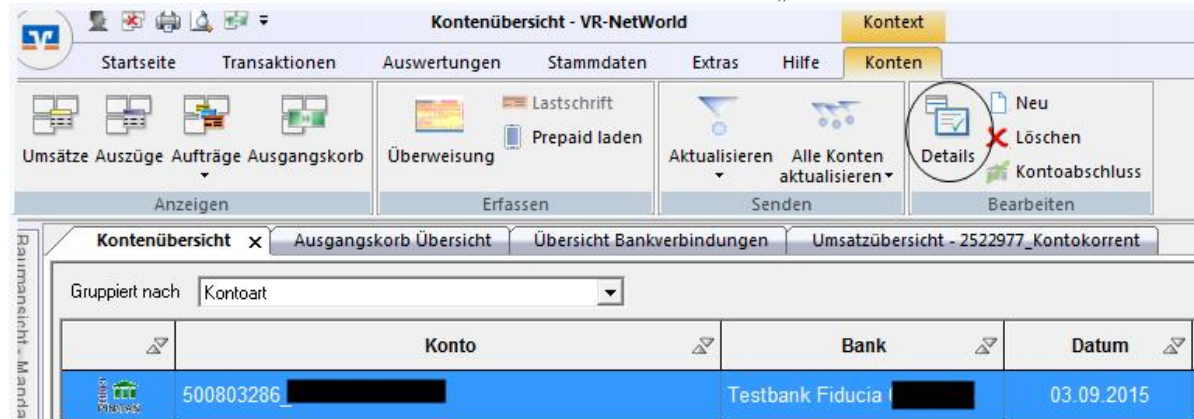 Kontenübersicht - VR-NetWorld
Kontext
Startseite Transaktionen Auswertungen Stammdaten Extras Hilfe Konten
Umsätze Auszüge Aufträge Ausgangskorb
Überweisung
Lastschrift
Prepaid laden
Aktualisieren
Alle Konten
aktualisieren
Details
Neu
Löschen
Kontoabschluss
Anzeigen Erfassen Senden Bearbeiten
Raumansicht - Manda
Kontenübersicht x Ausgangskorb Übersicht Übersicht Bankverbindungen Umsatzübersicht - 2522977_Kontokorrent
Gruppiert nach Kontoart
Konto Bank Datum
500803286_ Testbank Fiducia 03.09.2015